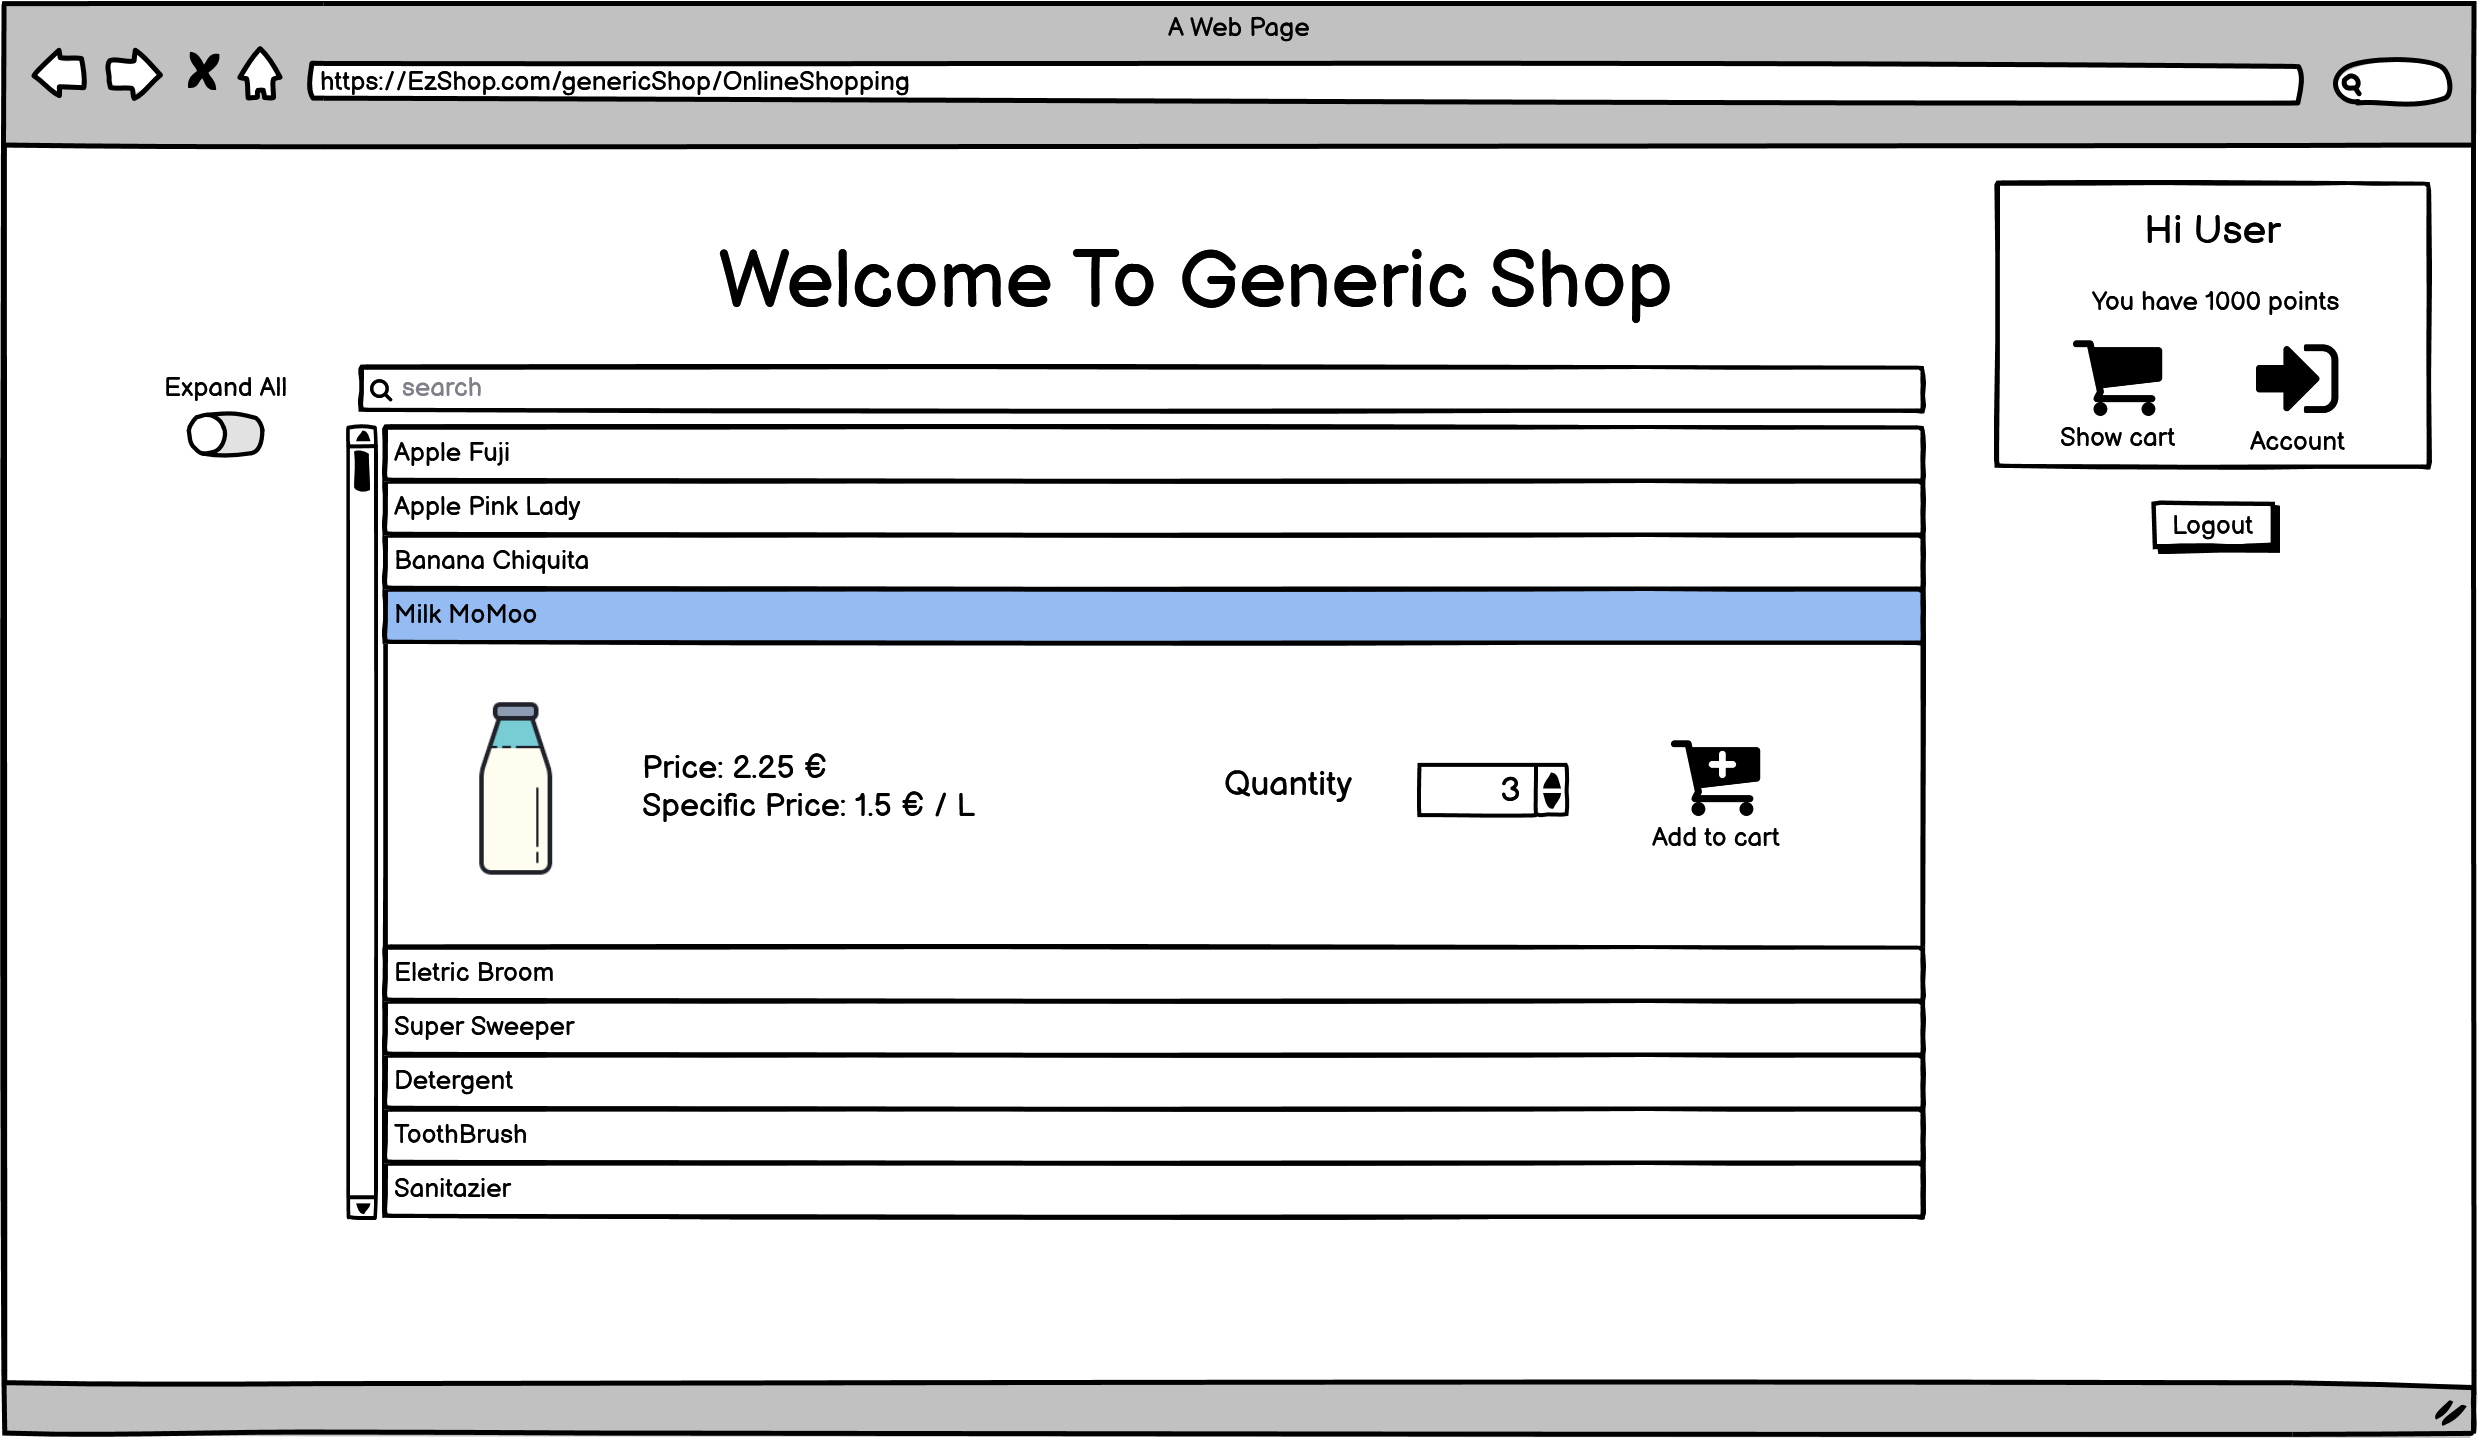 A Web Page
https://EzShop.com/genericShop/OnlineShopping
Hi User
Welcome To Generic Shop
You have 1000 points
Expand All
search
Show cart
Account
Apple Fuji
Apple Pink Lady
Logout
Banana Chiquita
Milk MoMoo
Price: 2.25 €
Specific Price: 1.5 € / L
Quantity
3
Add to cart
Eletric Broom
Super Sweeper
Detergent
ToothBrush
Sanitazier